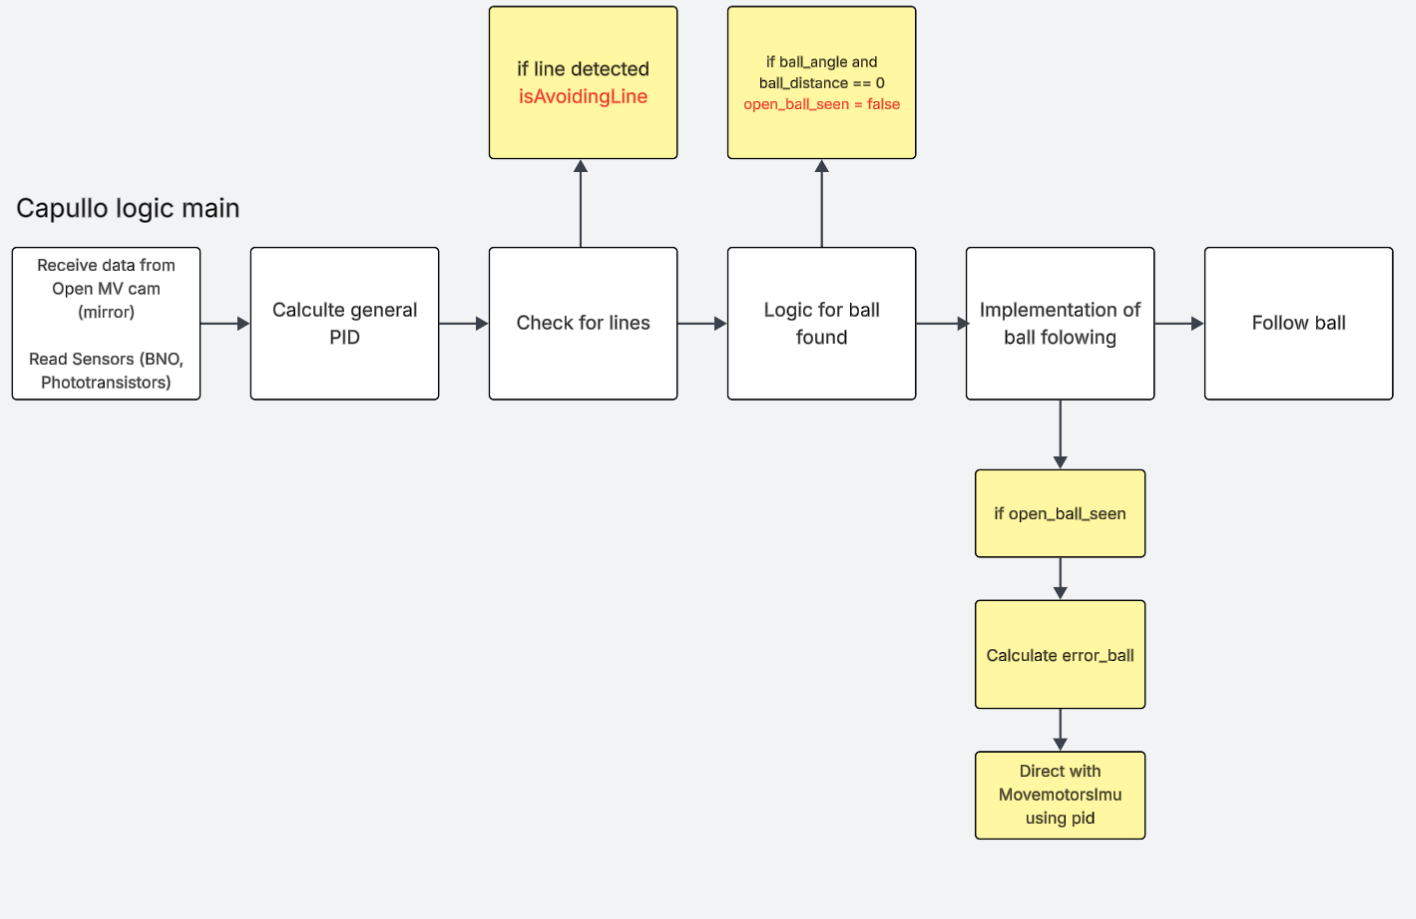 if line detected
isAvoidingLine
if ball_angle and
ball_distance == 0
open_ball_seen = false
Capullo logic main
Receive data from
Open MV cam
(mirror)
Read Sensors (BNO,
Phototransistors)
Calculte general
PID
Check for lines
Logic for ball
found
Implementation of
ball folowing
Follow ball
if open_ball_seen
Calculate error_ball
Direct with
MovemotorsImu
using pid